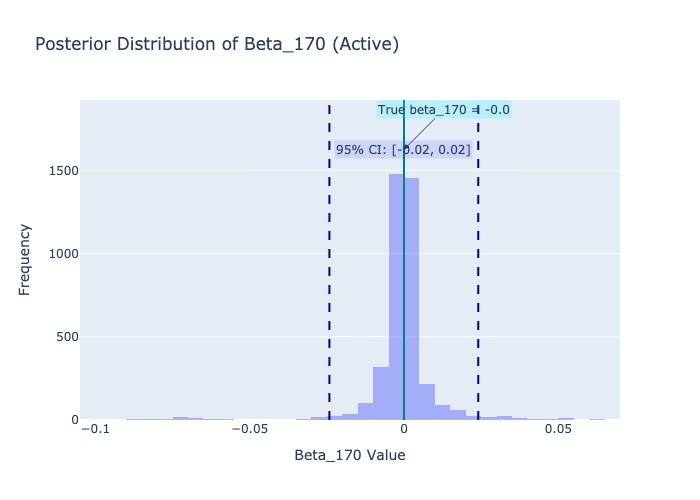 Posterior Distribution of Beta_170 (Active)
True beta_170 = -0.0
95% CI: [-0.02, 0.02]
1500
1000
500
0
Frequency
−0.1
−0.05
0
0.05
Beta_170 Value